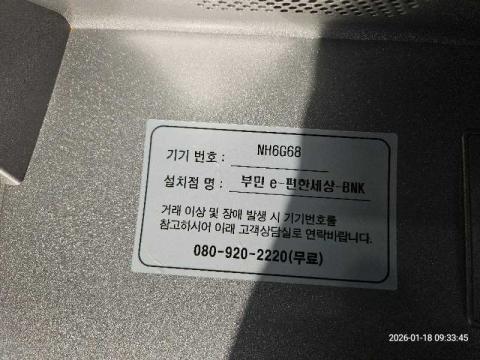 기기 번호 : NH6G68
설치점 명 : 부민 e-편한세상-BNK
거래 이상 및 장애 발생 시 기기번호를
참고하시어 아래 고객상담실로 연락바랍니다.
080-920-2220(무료)
2026-01-18 09:33:45